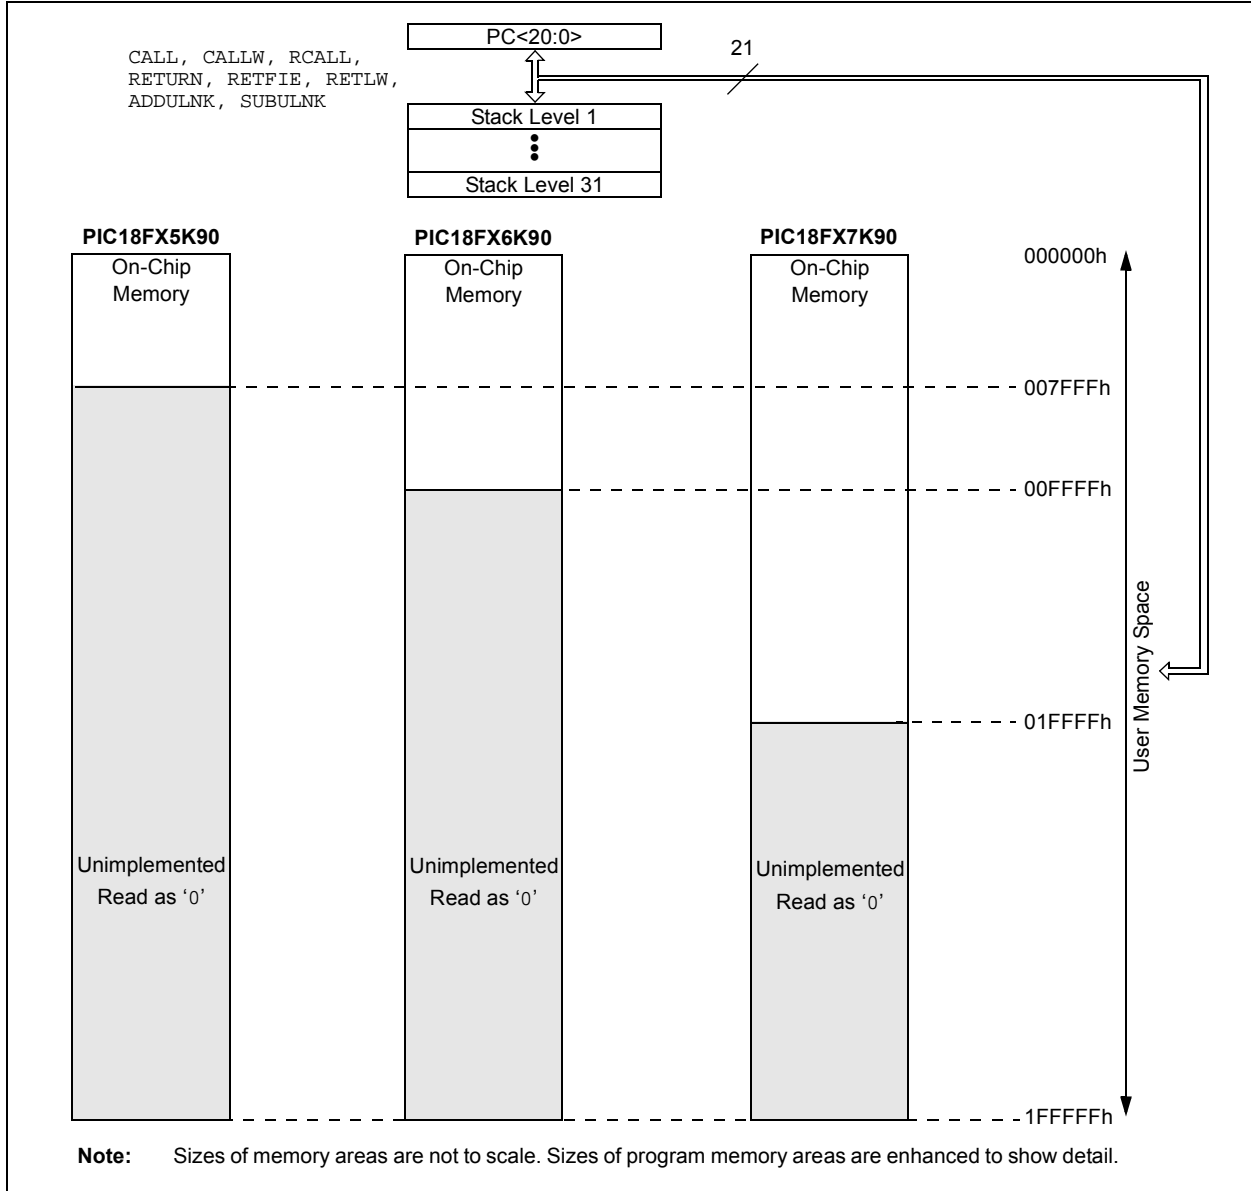 PC<20:0>
21
CALL, CALLW, RCALL,
RETURN, RETFIE, RETLW,
ADDULNK, SUBULNK
Stack Level 1
Stack Level 31
PIC18FX5K90
PIC18FX6K90
PIC18FX7K90
On-Chip
Memory
On-Chip
Memory
On-Chip
Memory
000000h
007FFFh
00FFFFh
01FFFFh
User Memory Space
Unimplemented
Read as ‘0’
Unimplemented
Read as ‘0’
Unimplemented
Read as ‘0’
1FFFFFh
Note: Sizes of memory areas are not to scale. Sizes of program memory areas are enhanced to show detail.